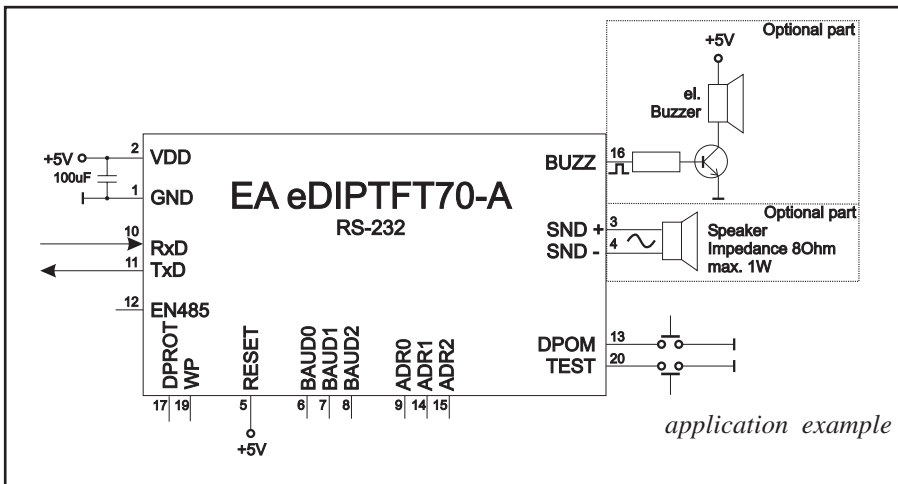 Optional part
+5V
el.
Buzzer
2
+5V
VDD
100uF
1
GND
10
RxD
11
TxD
12
EN485
EA eDIPTFT70-A
RS-232
BUZZ
16
Optional part
SND +
3
SND -
4
Speaker
Impedance 8Ohm
max. 1W
DPOM
13
TEST
20
DPROT
WP
RESET
BAUD0
BAUD1
BAUD2
ADR0
ADR1
ADR2
17
19
5
6
7
8
9
14
15
+5V
application example